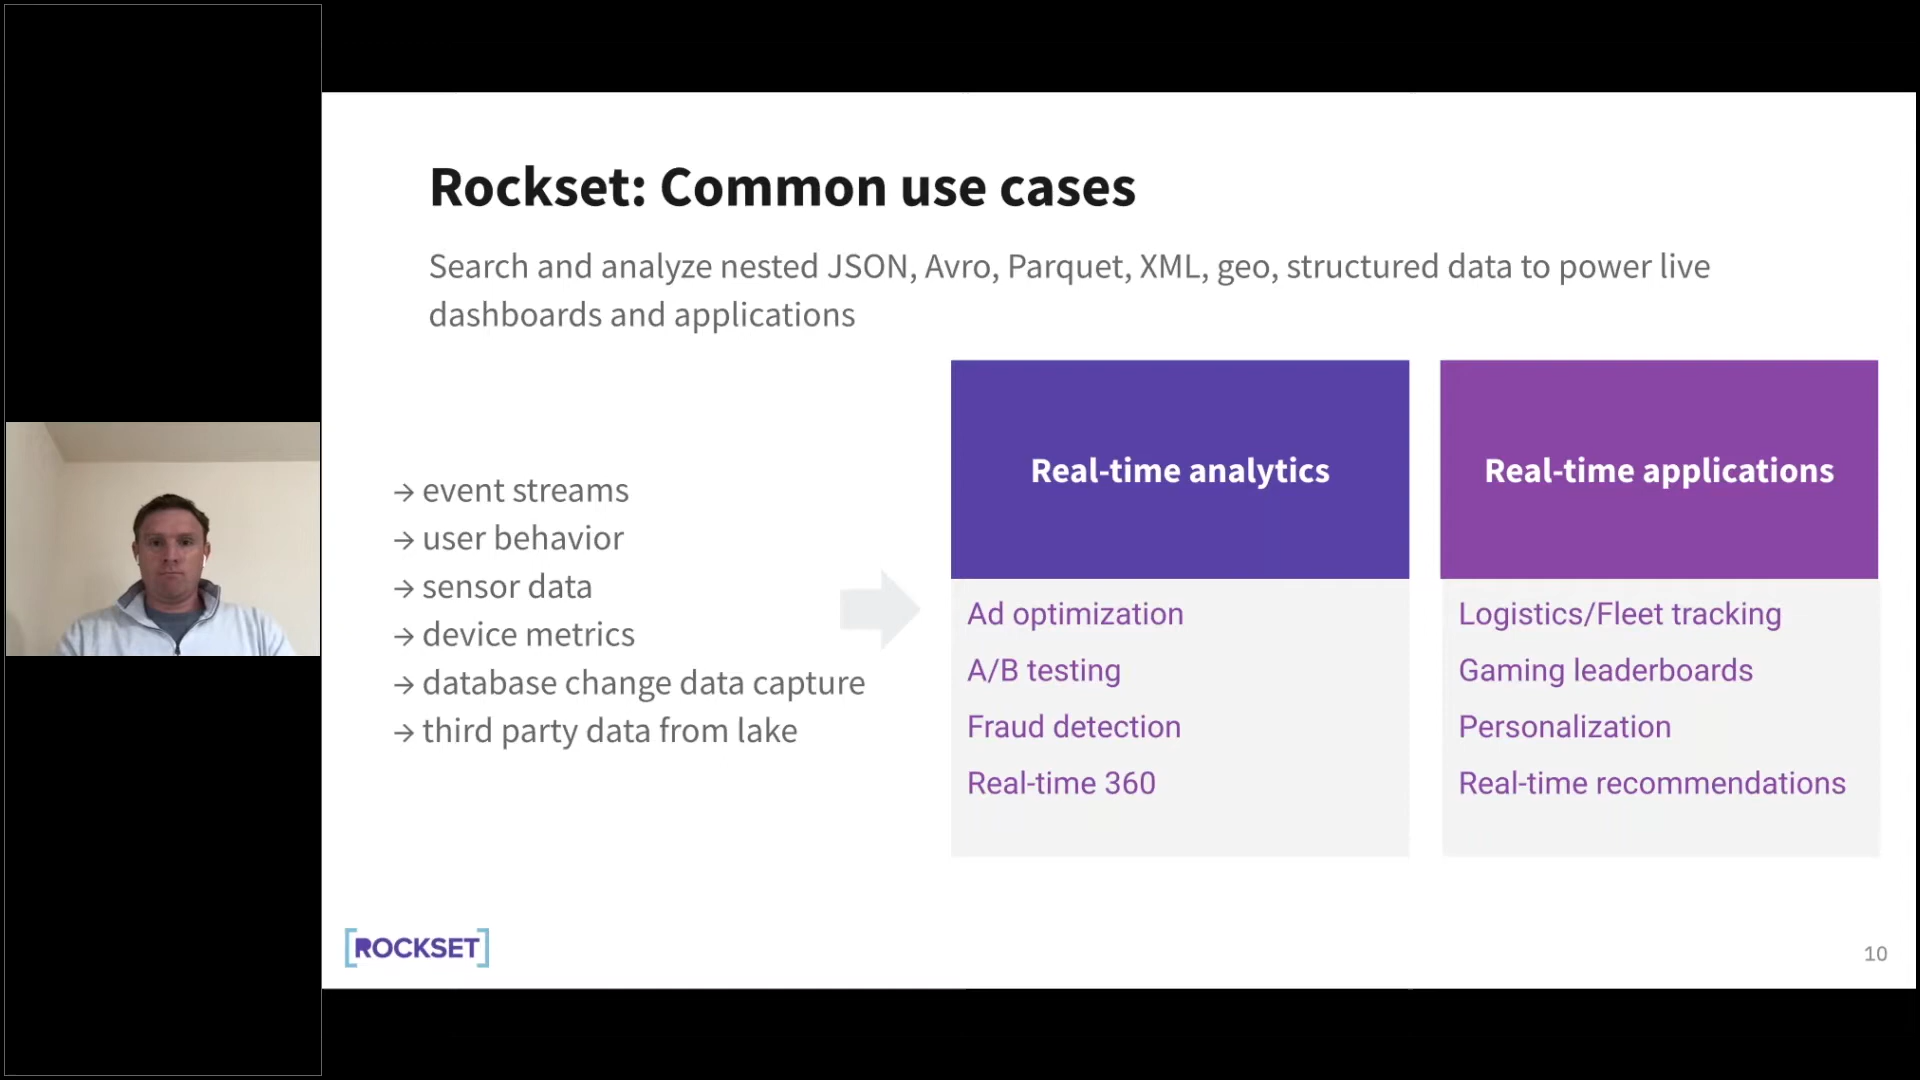 Rockset: Common use cases
Search and analyze nested JSON, Avro, Parquet, XML, geo, structured data to power live
dashboards and applications
→ event streams
→ user behavior
→ sensor data
→ device metrics
→ database change data capture
→ third party data from lake
Real-time analytics
Ad optimization
A/B testing
Fraud detection
Real-time 360
Real-time applications
Logistics/Fleet tracking
Gaming leaderboards
Personalization
Real-time recommendations
[ROCKSET]
10